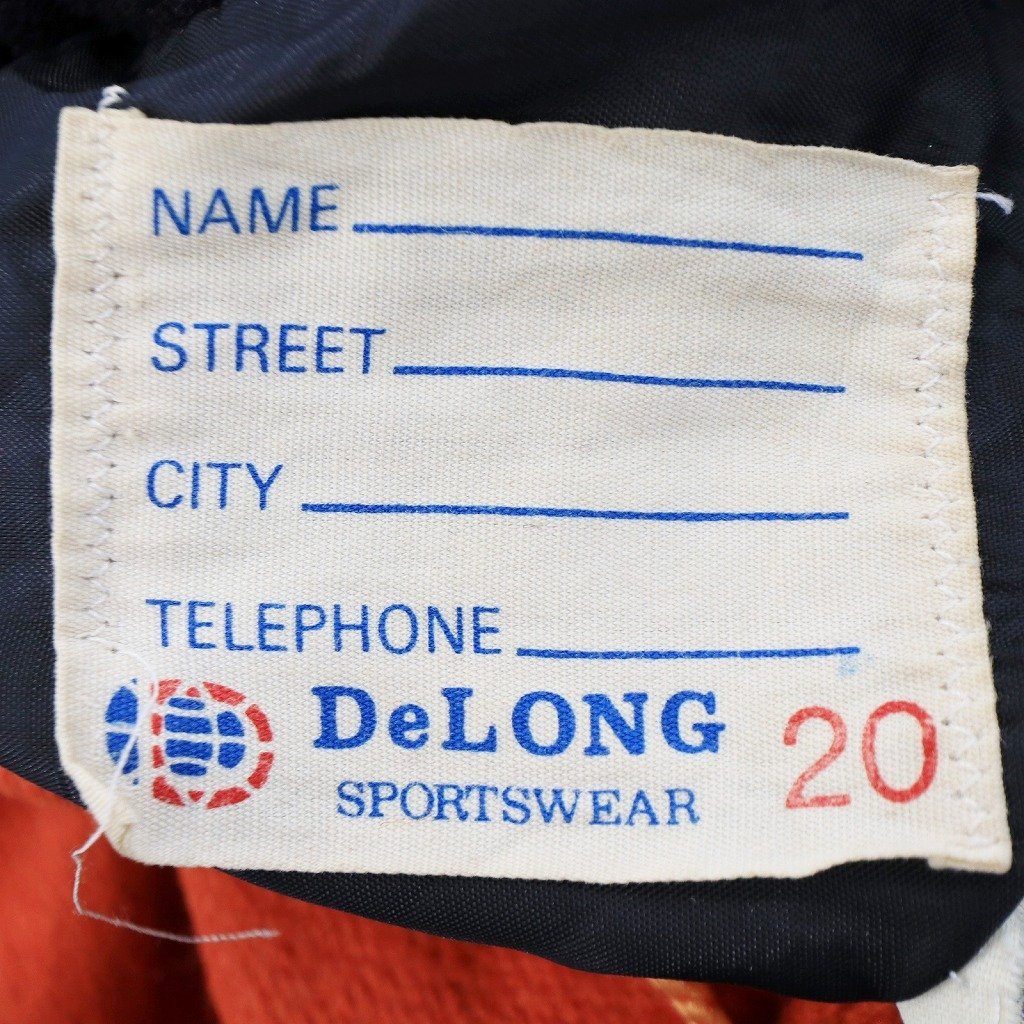 NAME
STREET
CITY
TELEPHONE
DeLONG 20
SPORTSWEAR